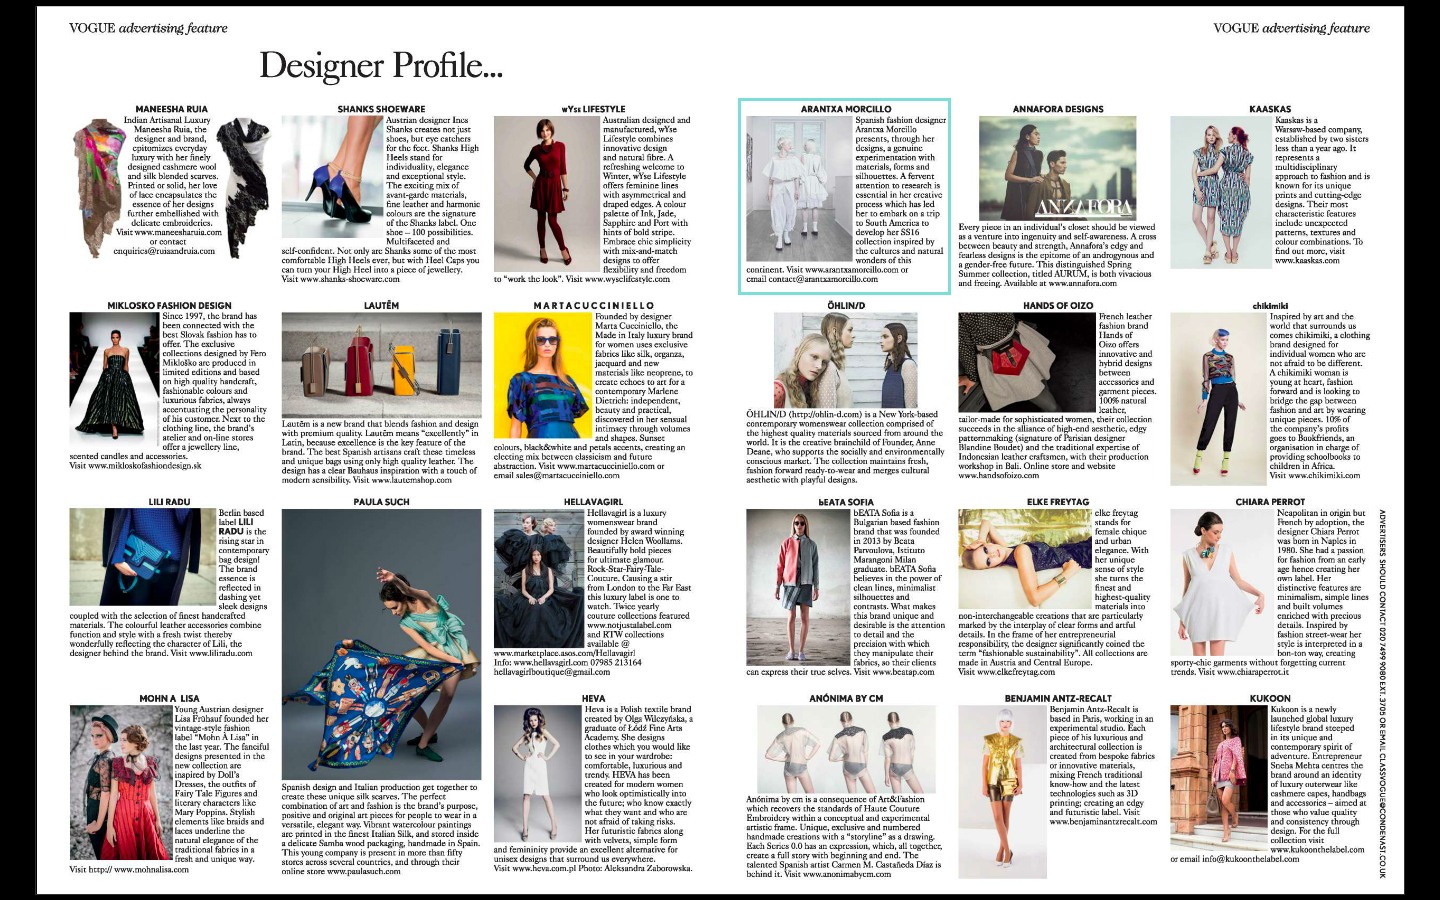 VOGUE advertising feature
VOGUE advertising feature
Designer Profile...
MANEESHA RUIA
Indian Artisanal Luxury
Maneesha Ruia, the
designer and brand,
epitomizes everyday
luxury with her finely
designed cashmere wool
and silk blended scarves.
Printed or solid, her love
of lace encapsulates the
essence of her designs
further embellished with
delicate embroideries.
Visit www.maneesharuia.com
or contact
enquiries@ruiaandruia.com
SHANKS SHOEWARE
Austrian designer Ines
Shanks creates not just
shoes, but eye catchers
for the feet. Shanks High
Heels stand for
individuality, elegance
and exceptional style.
The exciting mix of
avant-garde materials,
fine leather and harmonic
colours are the signature
of the Shanks label. One
shoe – 100 possibilities.
Multifaceted and
self-confident. Not only are Shanks some of the most
comfortable High Heels ever, but with Heel Caps you
can turn your High Heel into a piece of jewellery.
Visit www.shanks-shoeware.com
wYse LIFESTYLE
Australian designed and
manufactured, wYse
Lifestyle combines
innovative design
and natural fibre. A
refreshing welcome to
Winter, wYse Lifestyle
offers feminine lines
with asymmetrical and
draped edges. A colour
palette of Ink, Jade,
Sapphire and Port with
hints of bold stripe.
Embrace chic simplicity
with mix-and-match
designs to offer
flexibility and freedom
to "work the look". Visit www.wyselifestyle.com
ARANTXA MORCILLO
Spanish fashion designer
Arantxa Morcillo
presents, through her
designs, a genuine
experimentation with
materials, forms and
silhouettes. A fervent
attention to research is
essential in her creative
process which has led
her to embark on a trip
to South America to
develop her SS16
collection inspired by
the cultures and natural
wonders of this
continent. Visit www.arantxamorcillo.com or
email contact@arantxamorcillo.com
ANNAFORA DESIGNS
Every piece in an individual's closet should be viewed
as a venture into ingenuity and self-awareness. A cross
between beauty and strength, Annafora's edgy and
fearless designs is the epitome of an androgynous and
a gender-free future. This distinguished Spring
Summer collection, titled AURUM, is both vivacious
and freeing. Available at www.annafora.com
KAASKAS
Kaaskas is a
Warsaw-based company,
established by two sisters
less than a year ago. It
represents a
multidisciplinary
approach to fashion and is
known for its unique
prints and cutting-edge
designs. Their most
characteristic features
include unexpected
patterns, textures and
colour combinations. To
find out more, visit
www.kaaskas.com
MIKLOSKO FASHION DESIGN
Since 1997, the brand has
been connected with the
best Slovak fashion has to
offer. The exclusive
collections designed by Fero
Mikloško are produced in
limited editions and based
on high quality handcraft,
fashionable colours and
luxurious fabrics, always
accentuating the personality
of his customer. Next to the
clothing line, the brand's
atelier and on-line stores
offer a jewellery line,
scented candles and accessories.
Visit www.mikloskofashiondesign.sk
LAUTĒM
Lautēm is a new brand that blends fashion and design
with premium quality. Lautēm means "excellently" in
Latin, because excellence is the key feature of the
brand. The best Spanish artisans craft these timeless
and unique bags using only high quality leather. The
design has a clear Bauhaus inspiration with a touch of
modern sensibility. Visit www.lautemshop.com
MARTACUCCINIELLO
Founded by designer
Marta Cucciniello, the
Made in Italy luxury brand
for women uses exclusive
fabrics like silk, organza,
jacquard and new
materials like neoprene, to
create echoes to art for a
contemporary Marlene
Dietrich: independent,
beauty and practical,
discovered in her sensual
intimacy through volumes
and shapes. Sunset
colours, black&white and petals accents, creating an
electing mix between classicism and future
abstraction. Visit www.martacucciniello.com or
email sales@martacucciniello.com
ÖHLIN/D
ÖHLIN/D (http://ohlin-d.com) is a New York-based
contemporary womenswear collection comprised of
the highest quality materials sourced from around the
world. It is the creative brainchild of Founder, Anne
Deane, who supports the socially and environmentally
conscious market. The collection maintains fresh,
fashion forward ready-to-wear and merges cultural
aesthetic with playful designs.
HANDS OF OIZO
French leather
fashion brand
Hands of
Oizo offers
innovative and
hybrid designs
between
accessories and
garment pieces.
100% natural
leather,
tailor-made for sophisticated women, their collection
succeeds in the alliance of high-end aesthetic, edgy
patternmaking (signature of Parisian designer
Blandine Boudet) and the traditional expertise of
Indonesian leather craftsmen, with their production
workshop in Bali. Online store and website
www.handsofoizo.com
chikimiki
Inspired by art and the
world that surrounds us
comes chikimiki, a clothing
brand designed for
individual women who are
not afraid to be different.
A chikimiki woman is
young at heart, fashion
forward and is looking to
bridge the gap between
fashion and art by wearing
unique pieces. 10% of
the company's profits
goes to Bookfriends, an
organisation in charge of
providing schoolbooks to
children in Africa.
Visit www.chikimiki.com
LILI RADU
Berlin based
label LILI
RADU is the
rising star in
contemporary
bag design!
The brand
essence is
reflected in
dashing yet
sleek designs
coupled with the selection of finest handcrafted
materials. The colourful leather accessories combine
function and style with a fresh twist thereby
wonderfully reflecting the character of Lili, the
designer behind the brand. Visit www.liliradu.com
PAULA SUCH
Spanish design and Italian production get together to
create these unique silk scarves. The perfect
combination of art and fashion is the brand's purpose,
positive and original art pieces for people to wear in a
versatile, elegant way. Vibrant watercolour paintings
are printed in the finest Italian Silk, and stored inside
a delicate Samba wood packaging, handmade in Spain.
This young company is present in more than fifty
stores across several countries, and through their
online store www.paulasuch.com
HELLAVAGIRL
Hellavagirl is a luxury
womenswear brand
founded by award winning
designer Helen Woollams.
Beautifully bold pieces
for ultimate glamour.
Rock-Star-Fairy-Tale-
Couture. Causing a stir
from London to the Far East
this luxury label is one to
watch. Twice yearly
couture collections featured
www.notjustalabel.com
and RTW collections
available @
www.marketplace.asos.com/Hellavagirl
Info: www.hellavagirl.com 07985 213164
hellavagirlboutique@gmail.com
bEATA SOFIA
bEATA Sofia is a
Bulgarian based fashion
brand that was founded
in 2013 by Beata
Parvoulova, Istituto
Marangoni Milan
graduate. bEATA Sofia
believes in the power of
clean lines, minimalist
silhouettes and
contrasts. What makes
this brand unique and
desirable is the attention
to detail and the
precision with which
they manipulate their
fabrics, so their clients
can express their true selves. Visit www.beatap.com
ELKE FREYTAG
elke freytag
stands for
female chique
and urban
elegance. With
her unique
sense of style
she turns the
finest and
highest-quality
materials into
non-interchangeable creations that are particularly
marked by the interplay of clear forms and artful
details. In the frame of her entrepreneurial
responsibility, the designer significantly coined the
term "fashionable sustainability". All collections are
made in Austria and Central Europe.
Visit www.elkefreytag.com
CHIARA PERROT
Neapolitan in origin but
French by adoption, the
designer Chiara Perrot
was born in Naples in
1980. She had a passion
for fashion from an early
age hence creating her
own label. Her
distinctive features are
minimalism, simple lines
and built volumes
enriched with precious
details. Inspired by
fashion street-wear her
style is interpreted in a
bon-ton way, creating
sporty-chic garments without forgetting current
trends. Visit www.chiaraperrot.it
MOHN A LISA
Young Austrian designer
Lisa Frühauf founded her
vintage-style fashion
label "Mohn À Lisa" in
the last year. The fanciful
designs presented in the
new collection are
inspired by Doll's
Dresses, the outfits of
Fairy Tale Figures and
literary characters like
Mary Poppins. Stylish
elements like braids and
laces underline the
natural elegance of the
traditional fabrics in a
fresh and unique way.
Visit http:// www.mohnalisa.com
HEVA
Heva is a Polish textile brand
created by Olga Wilczyńska, a
graduate of Łódź Fine Arts
Academy. She designs
clothes which you would like
to see in your wardrobe:
comfortable, luxurious and
trendy. HEVA has been
created for modern women
who look optimistically into
the future; who know exactly
what they want and who are
not afraid of taking risks.
Her futuristic fabrics along
with velvets, simple form
and femininity provide an excellent alternative for
unisex designs that surround us everywhere.
Visit www.heva.com.pl Photo: Aleksandra Zaborowska.
ANÓNIMA BY CM
Anónima by cm is a consequence of Art&Fashion
which recovers the standards of Haute Couture
Embroidery within a conceptual and experimental
artistic frame. Unique, exclusive and numbered
handmade creations with a "storyline" as a drawing.
Each Series 0.0 has an expression, which, all together,
create a full story with beginning and end. The
talented Spanish artist Carmen M. Castañeda Díaz is
behind it. Visit www.anonimabycm.com
BENJAMIN ANTZ-RECALT
Benjamin Antz-Recalt is
based in Paris, working in an
experimental studio. Each
piece of his luxurious and
architectural collection is
created from bespoke fabrics
or innovative materials,
mixing French traditional
know-how and the latest
technologies such as 3D
printing; creating an edgy
and futuristic label. Visit
www.benjaminantzrecalt.com
KUKOON
Kukoon is a newly
launched global luxury
lifestyle brand steeped
in its unique and
contemporary spirit of
adventure. Entrepreneur
Sneha Mehta centres the
brand around an identity
of luxury outerwear like
cashmere capes, handbags
and accessories – aimed at
those who value quality
and consistency through
design. For the full
collection visit
www.kukoonthelabel.com
or email info@kukoonthelabel.com
ADVERTISERS SHOULD CONTACT 020 7499 9080 EXT. 3705 OR EMAIL CLASSVOGUE@CONDENAST.CO.UK